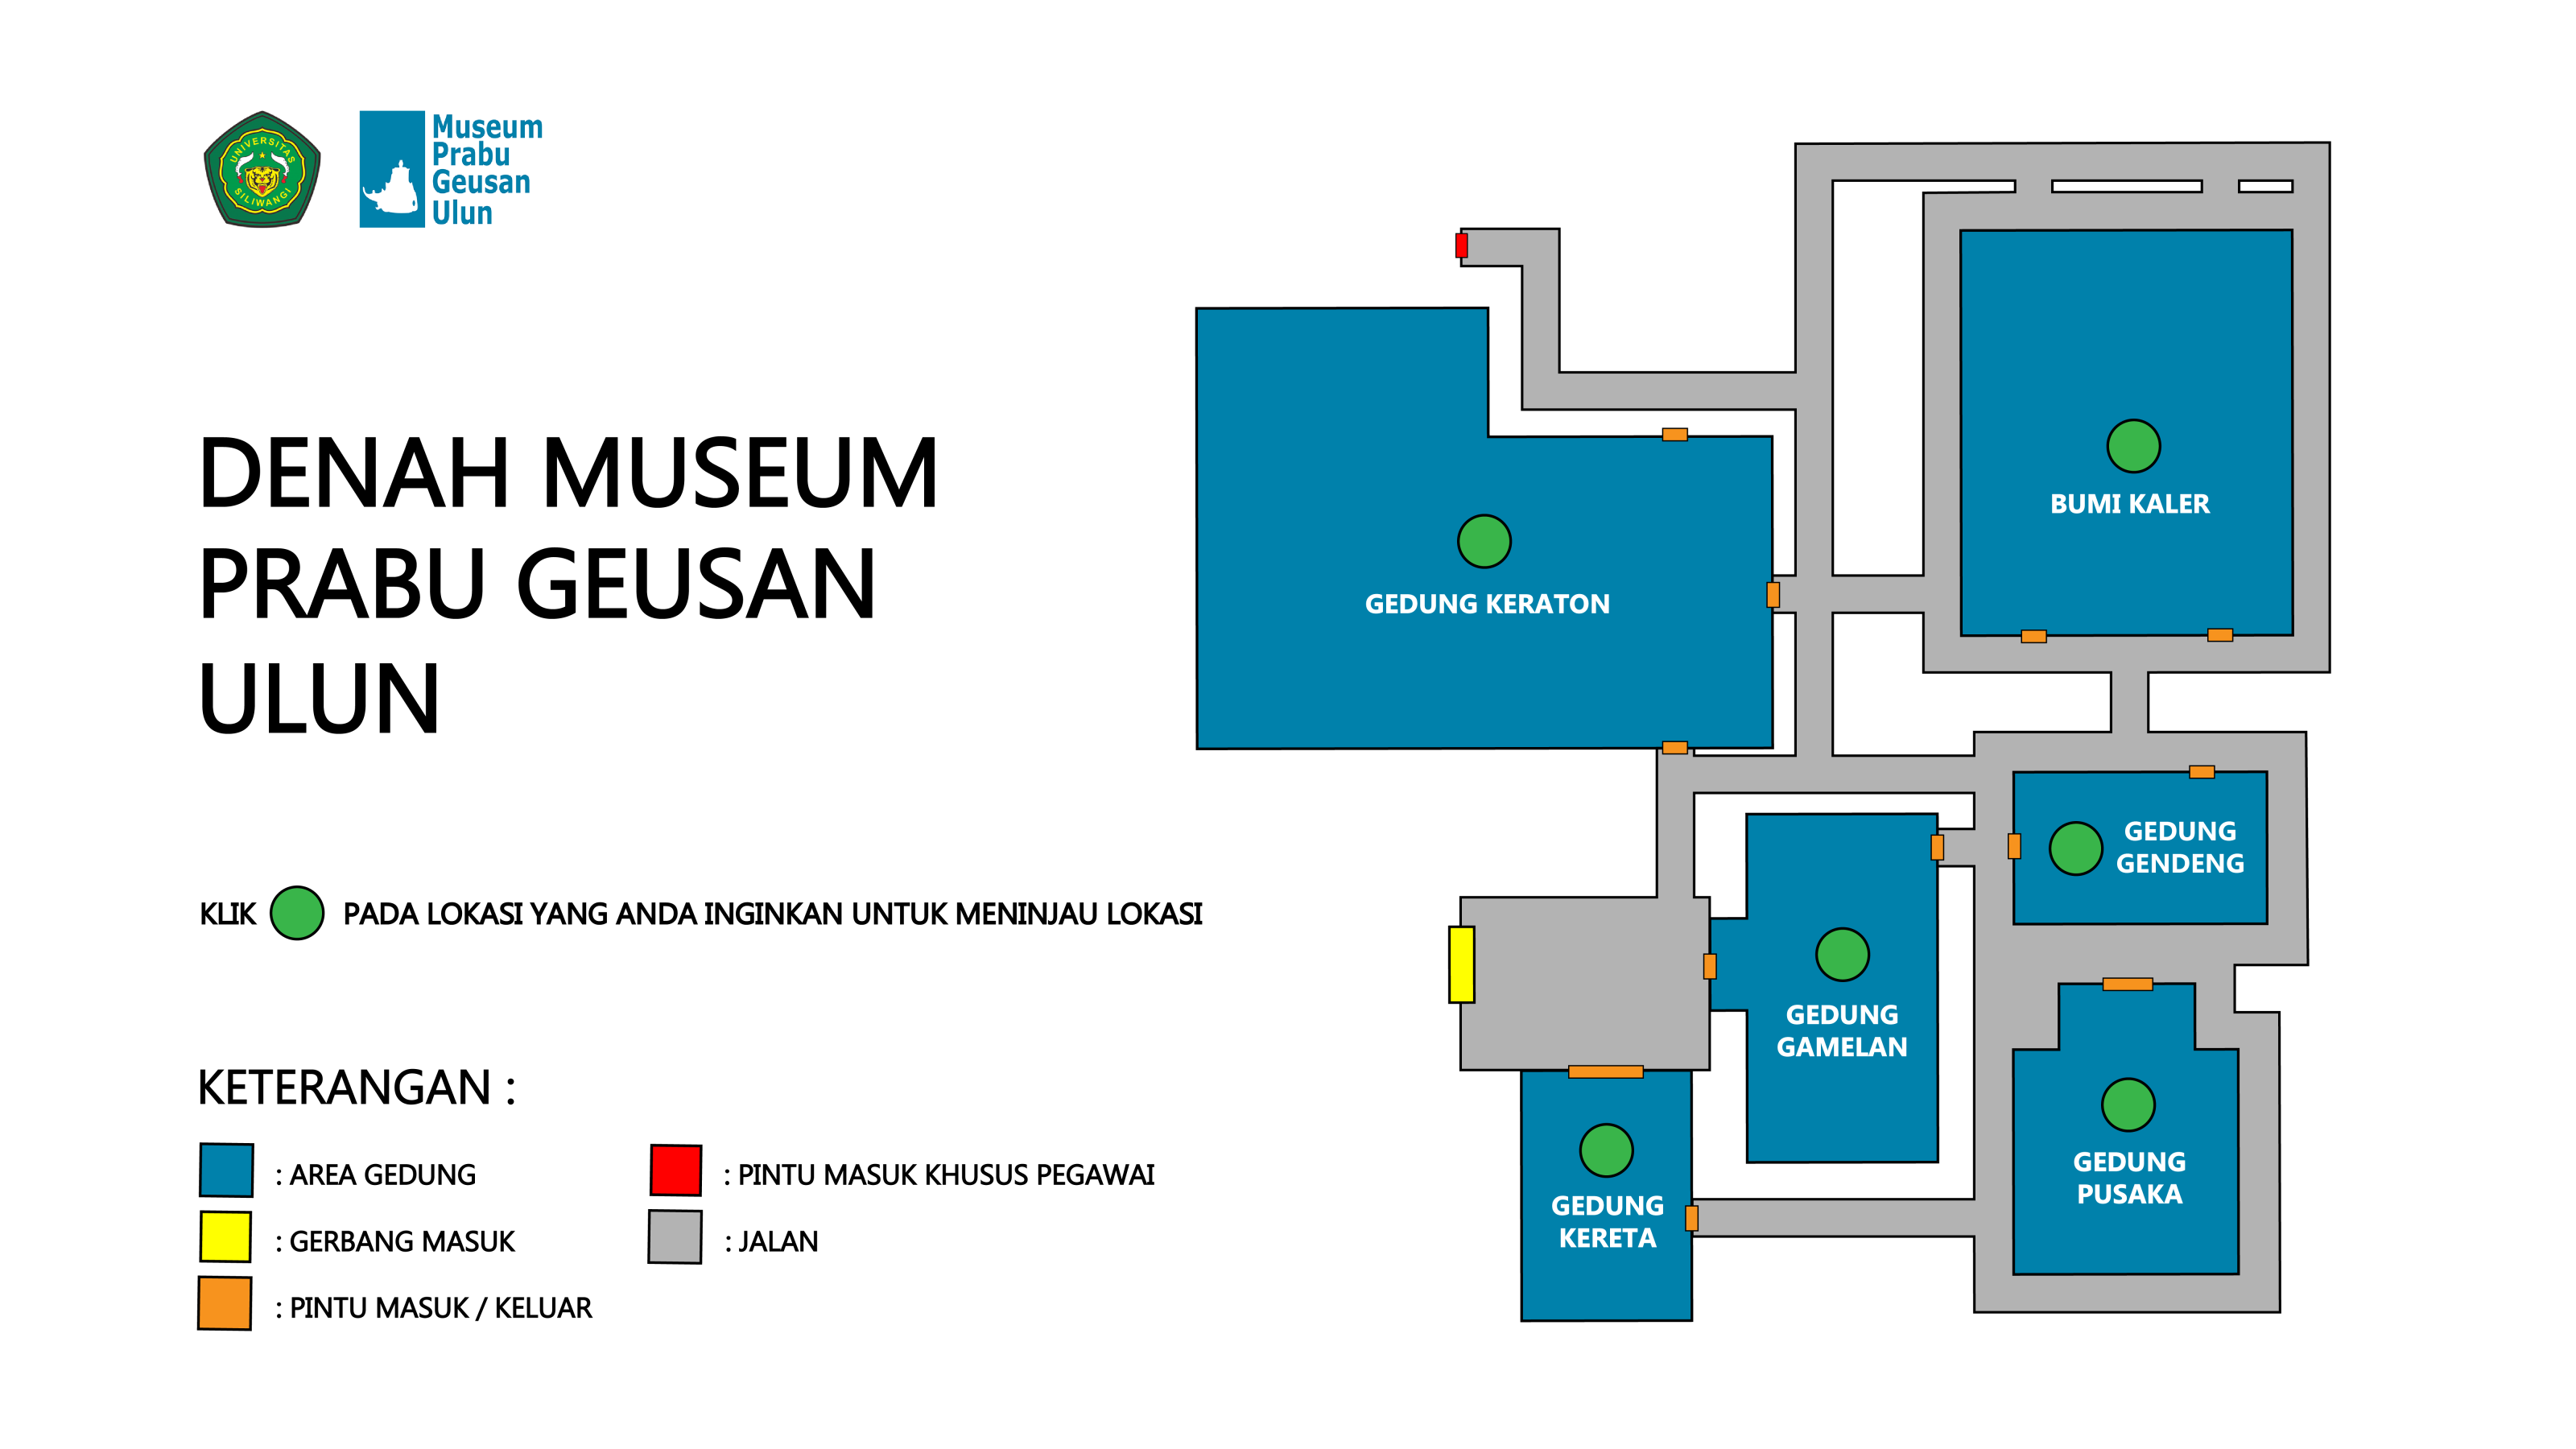 UNIVERSITAS
SILIWANGI
Museum
Prabu
Geusan
Ulun
DENAH MUSEUM
PRABU GEUSAN
ULUN
KLIK PADA LOKASI YANG ANDA INGINKAN UNTUK MENINJAU LOKASI
KETERANGAN :
: AREA GEDUNG
: GERBANG MASUK
: PINTU MASUK / KELUAR
: PINTU MASUK KHUSUS PEGAWAI
: JALAN
BUMI KALER
GEDUNG KERATON
GEDUNG
GENDENG
GEDUNG
GAMELAN
GEDUNG
PUSAKA
GEDUNG
KERETA